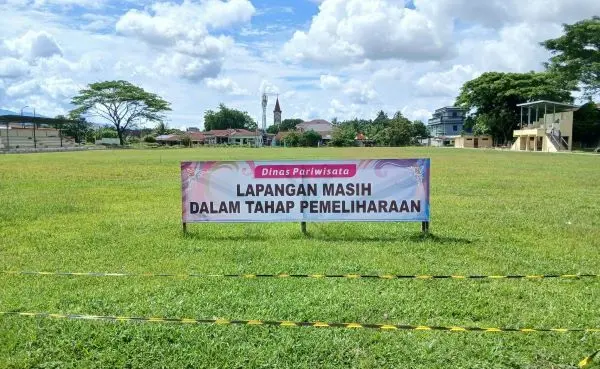 Dinas Pariwisata
LAPANGAN MASIH
DALAM TAHAP PEMELIHARAAN